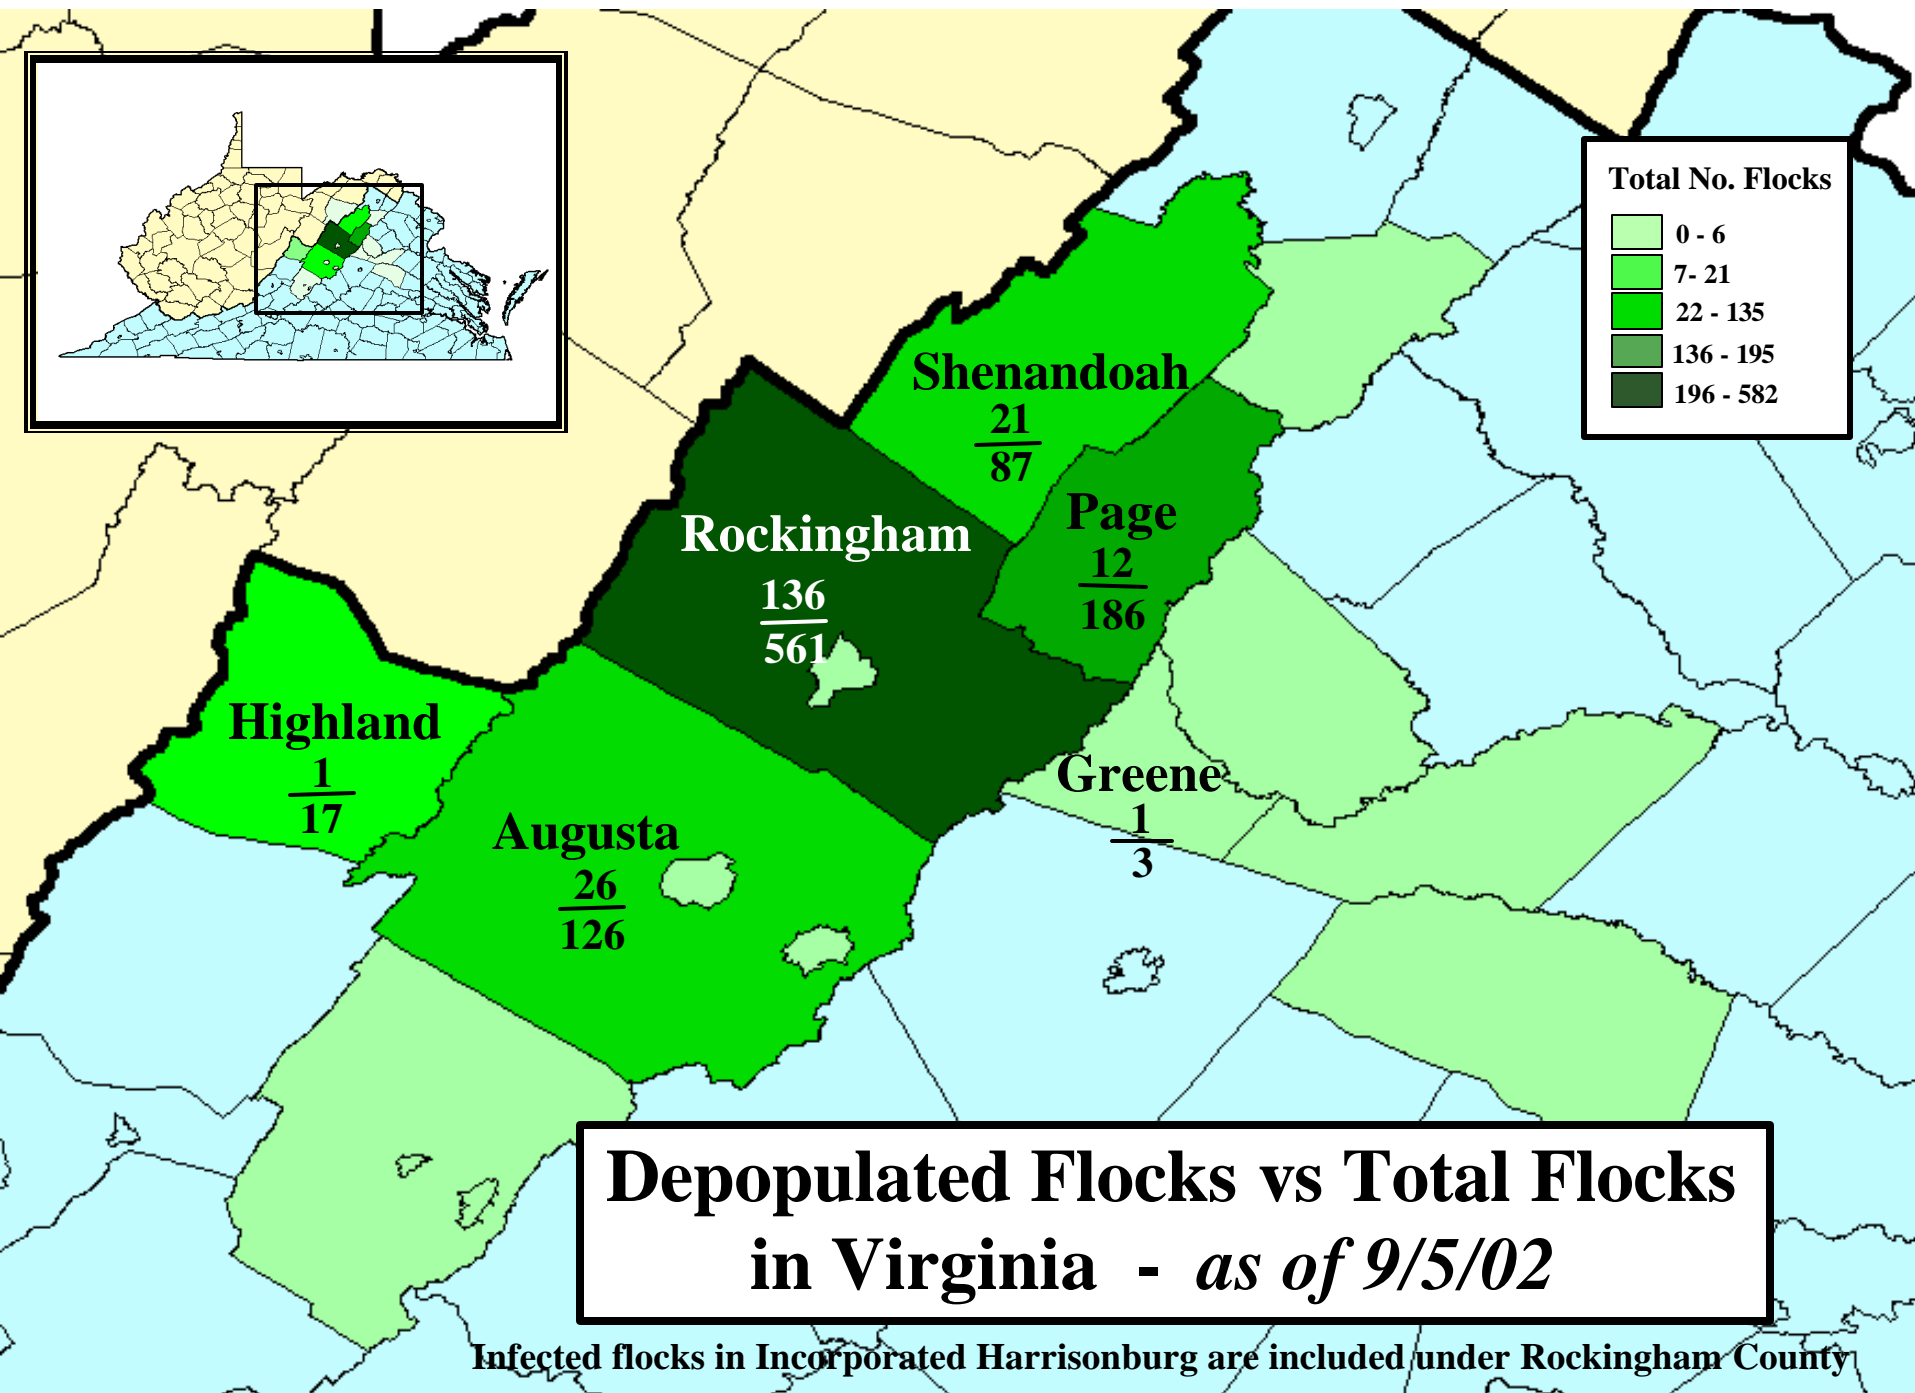 Total No. Flocks
0 - 6
7- 21
22 - 135
136 - 195
196 - 582
Shenandoah
21
87
Page
12
186
Rockingham
136
561
Highland
1
17
Augusta
26
126
Greene
1
3
Depopulated Flocks vs Total Flocks
in Virginia - as of 9/5/02
Infected flocks in Incorporated Harrisonburg are included under Rockingham County